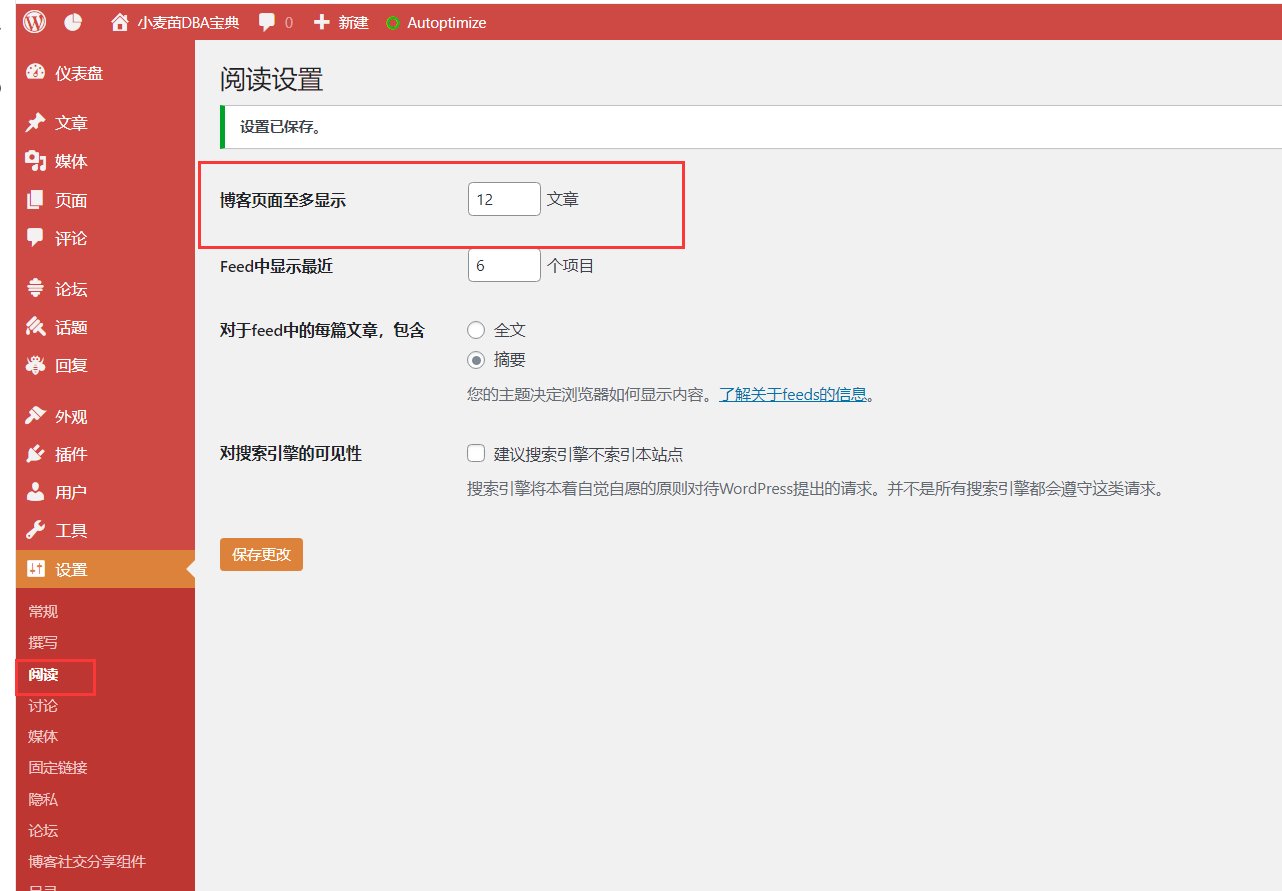 小麦苗DBA宝典 0 新建 Autoptimize
仪表盘
文章
媒体
页面
评论
论坛
话题
回复
外观
插件
用户
工具
设置
常规
撰写
阅读
讨论
媒体
固定链接
隐私
论坛
博客社交分享组件
阅读设置
设置已保存。
博客页面至多显示 12 文章
Feed中显示最近 6 个项目
对于feed中的每篇文章，包含 全文
摘要
您的主题决定浏览器如何显示内容。了解关于feeds的信息。
对搜索引擎的可见性 建议搜索引擎不索引本站点
搜索引擎将本着自觉自愿的原则对待WordPress提出的请求。并不是所有搜索引擎都会遵守这类请求。
保存更改